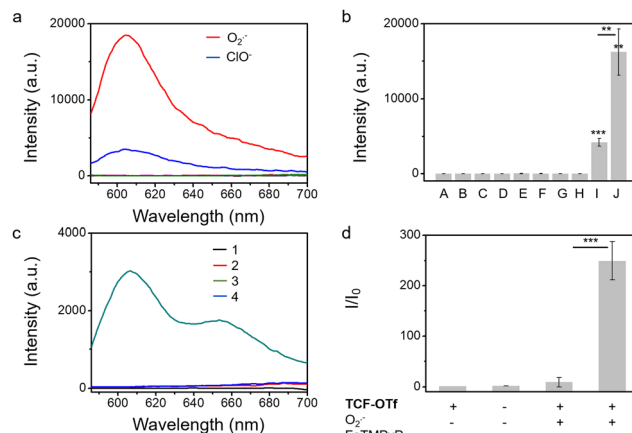 a
20000
10000
0
Intensity (a.u.)
O₂·⁻
ClO⁻
600 620 640 660 680 700
Wavelength (nm)
b
20000
15000
10000
5000
0
Intensity (a.u.)
**
**
***
A B C D E F G H I J
c
4000
2000
0
Intensity (a.u.)
1
2
3
4
600 620 640 660 680 700
Wavelength (nm)
d
300
200
100
0
I/I₀
***
TCF-OTf + - + +
O₂·⁻ - - + +